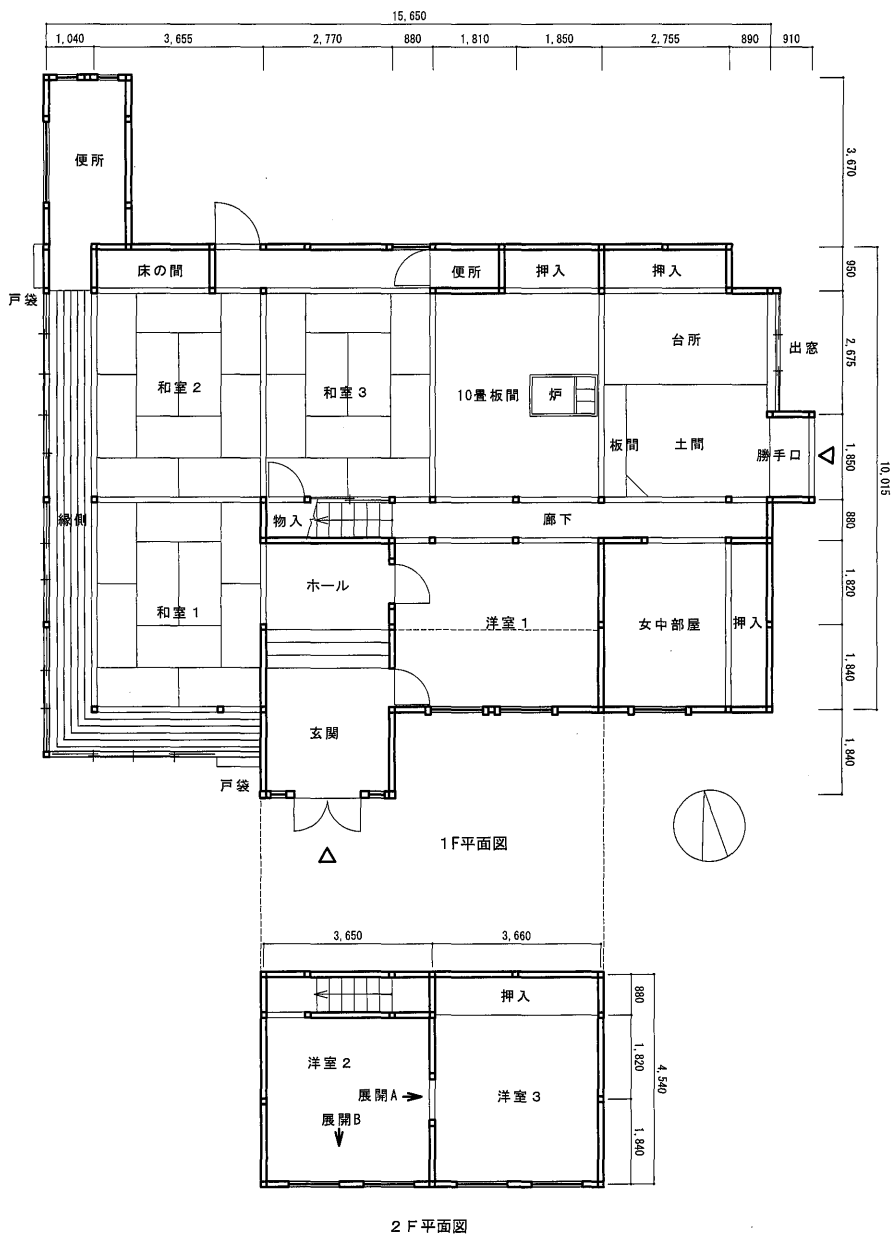 15,650
1,040
3,655
2,770
880
1,810
1,850
2,755
890
910
便所
3,670
床の間
便所
押入
押入
950
戸袋
和室2
和室3
10畳板間
炉
台所
出窓
2,675
板間
土間
勝手口
1,850
10,015
縁側
物入
廊下
880
和室1
ホール
洋室1
女中部屋
押入
1,820
1,840
玄関
戸袋
1,840
1F平面図
3,650
3,660
押入
880
洋室2
展開A
洋室3
1,820
4,540
展開B
1,840
2F平面図